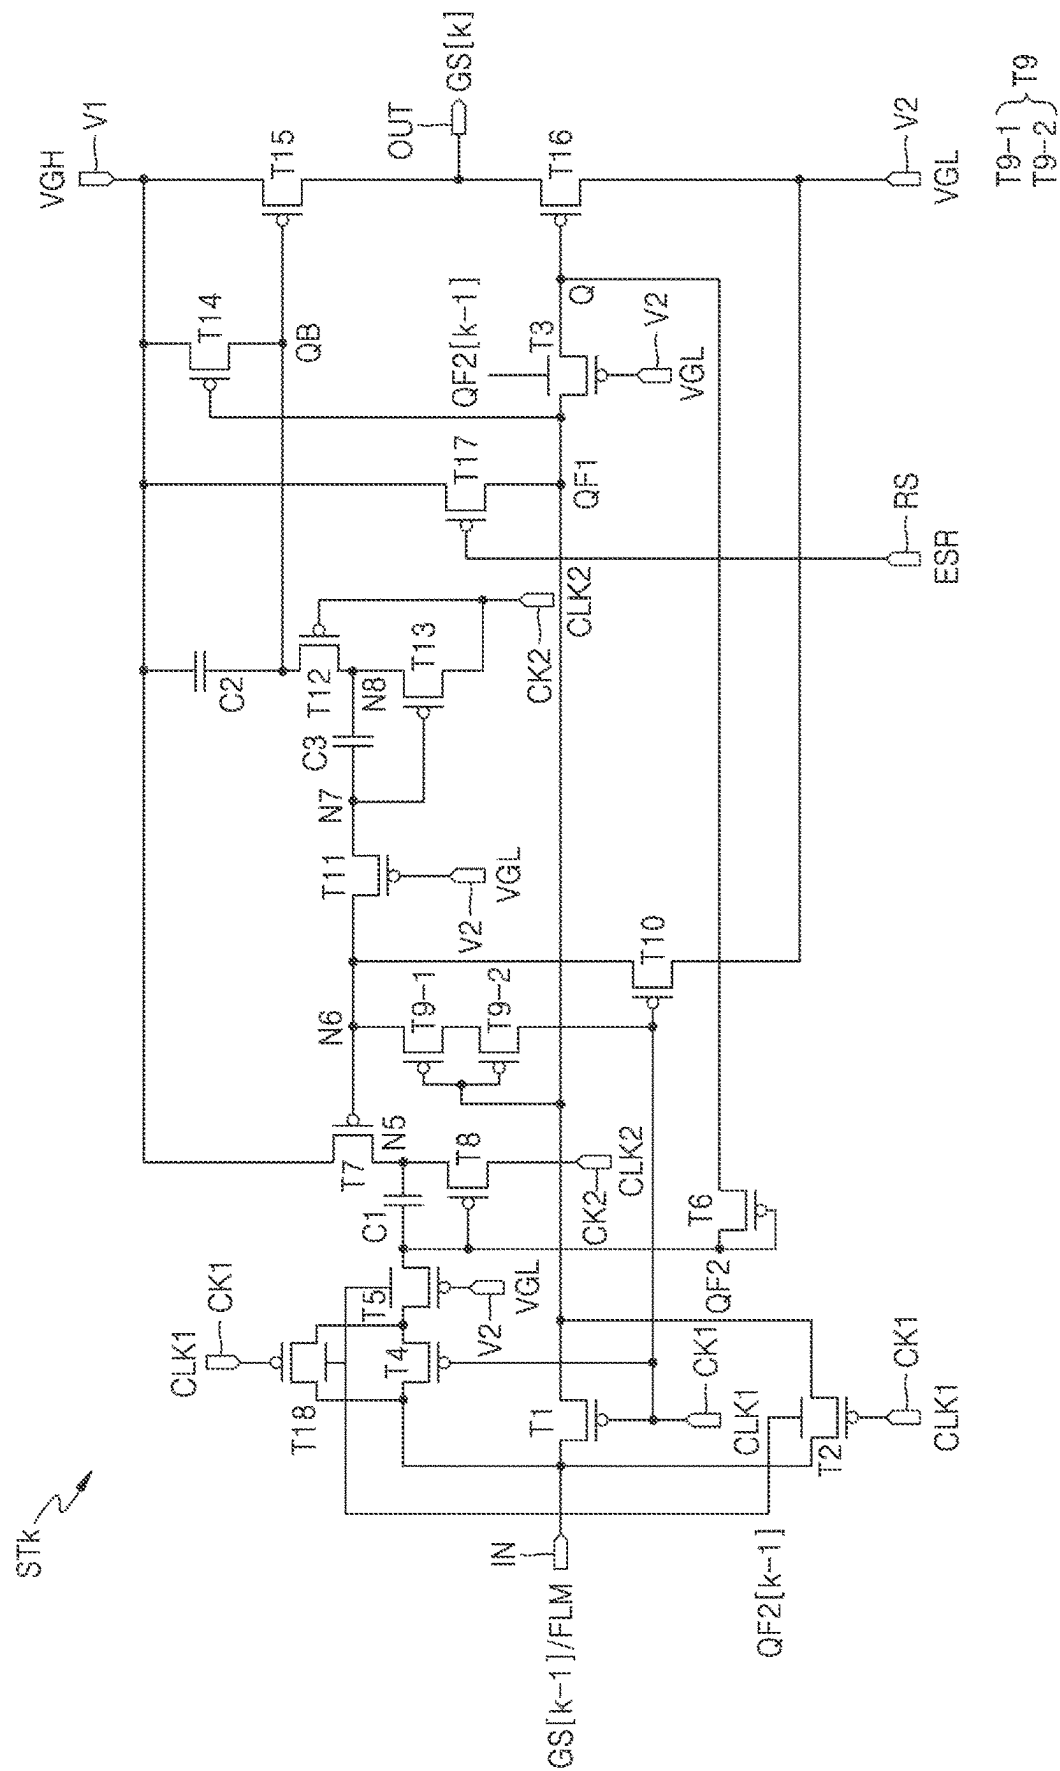 STk
VGH
V1
T14
T15
QB
OUT
GS[k]
C2
T12
N8
T13
C3
N7
T11
V2
VGL
CK2
CLK2
T17
QF1
QF2[k-1]
T3
Q
T16
V2
VGL
RS
ESR
V2
VGL
T9-1
T9-2
T9
N6
T9-1
T9-2
T10
T7
N5
T8
CK2
CLK2
C1
T6
QF2
T5
V2
VGL
T4
T18
CLK1
CK1
T1
CK1
CLK1
T2
CK1
CLK1
IN
GS[k-1]/FLM
QF2[k-1]